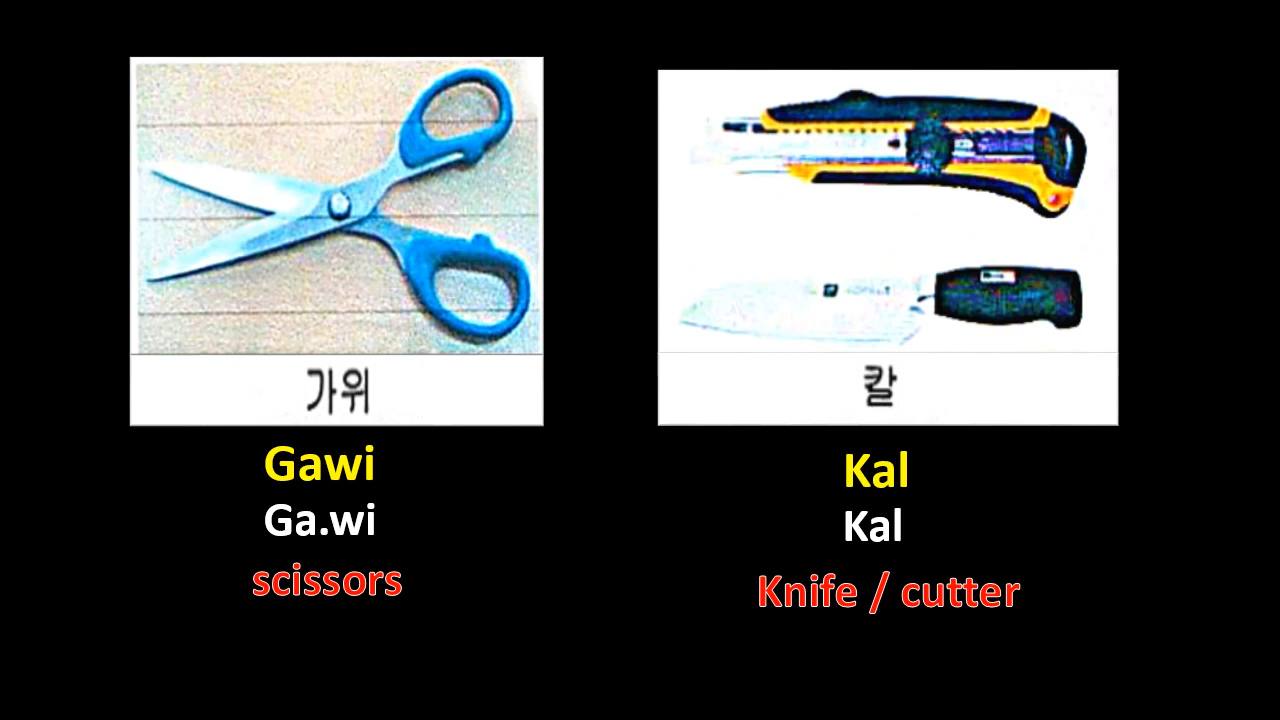 가위
Gawi
Ga.wi
scissors
칼
Kal
Kal
Knife / cutter